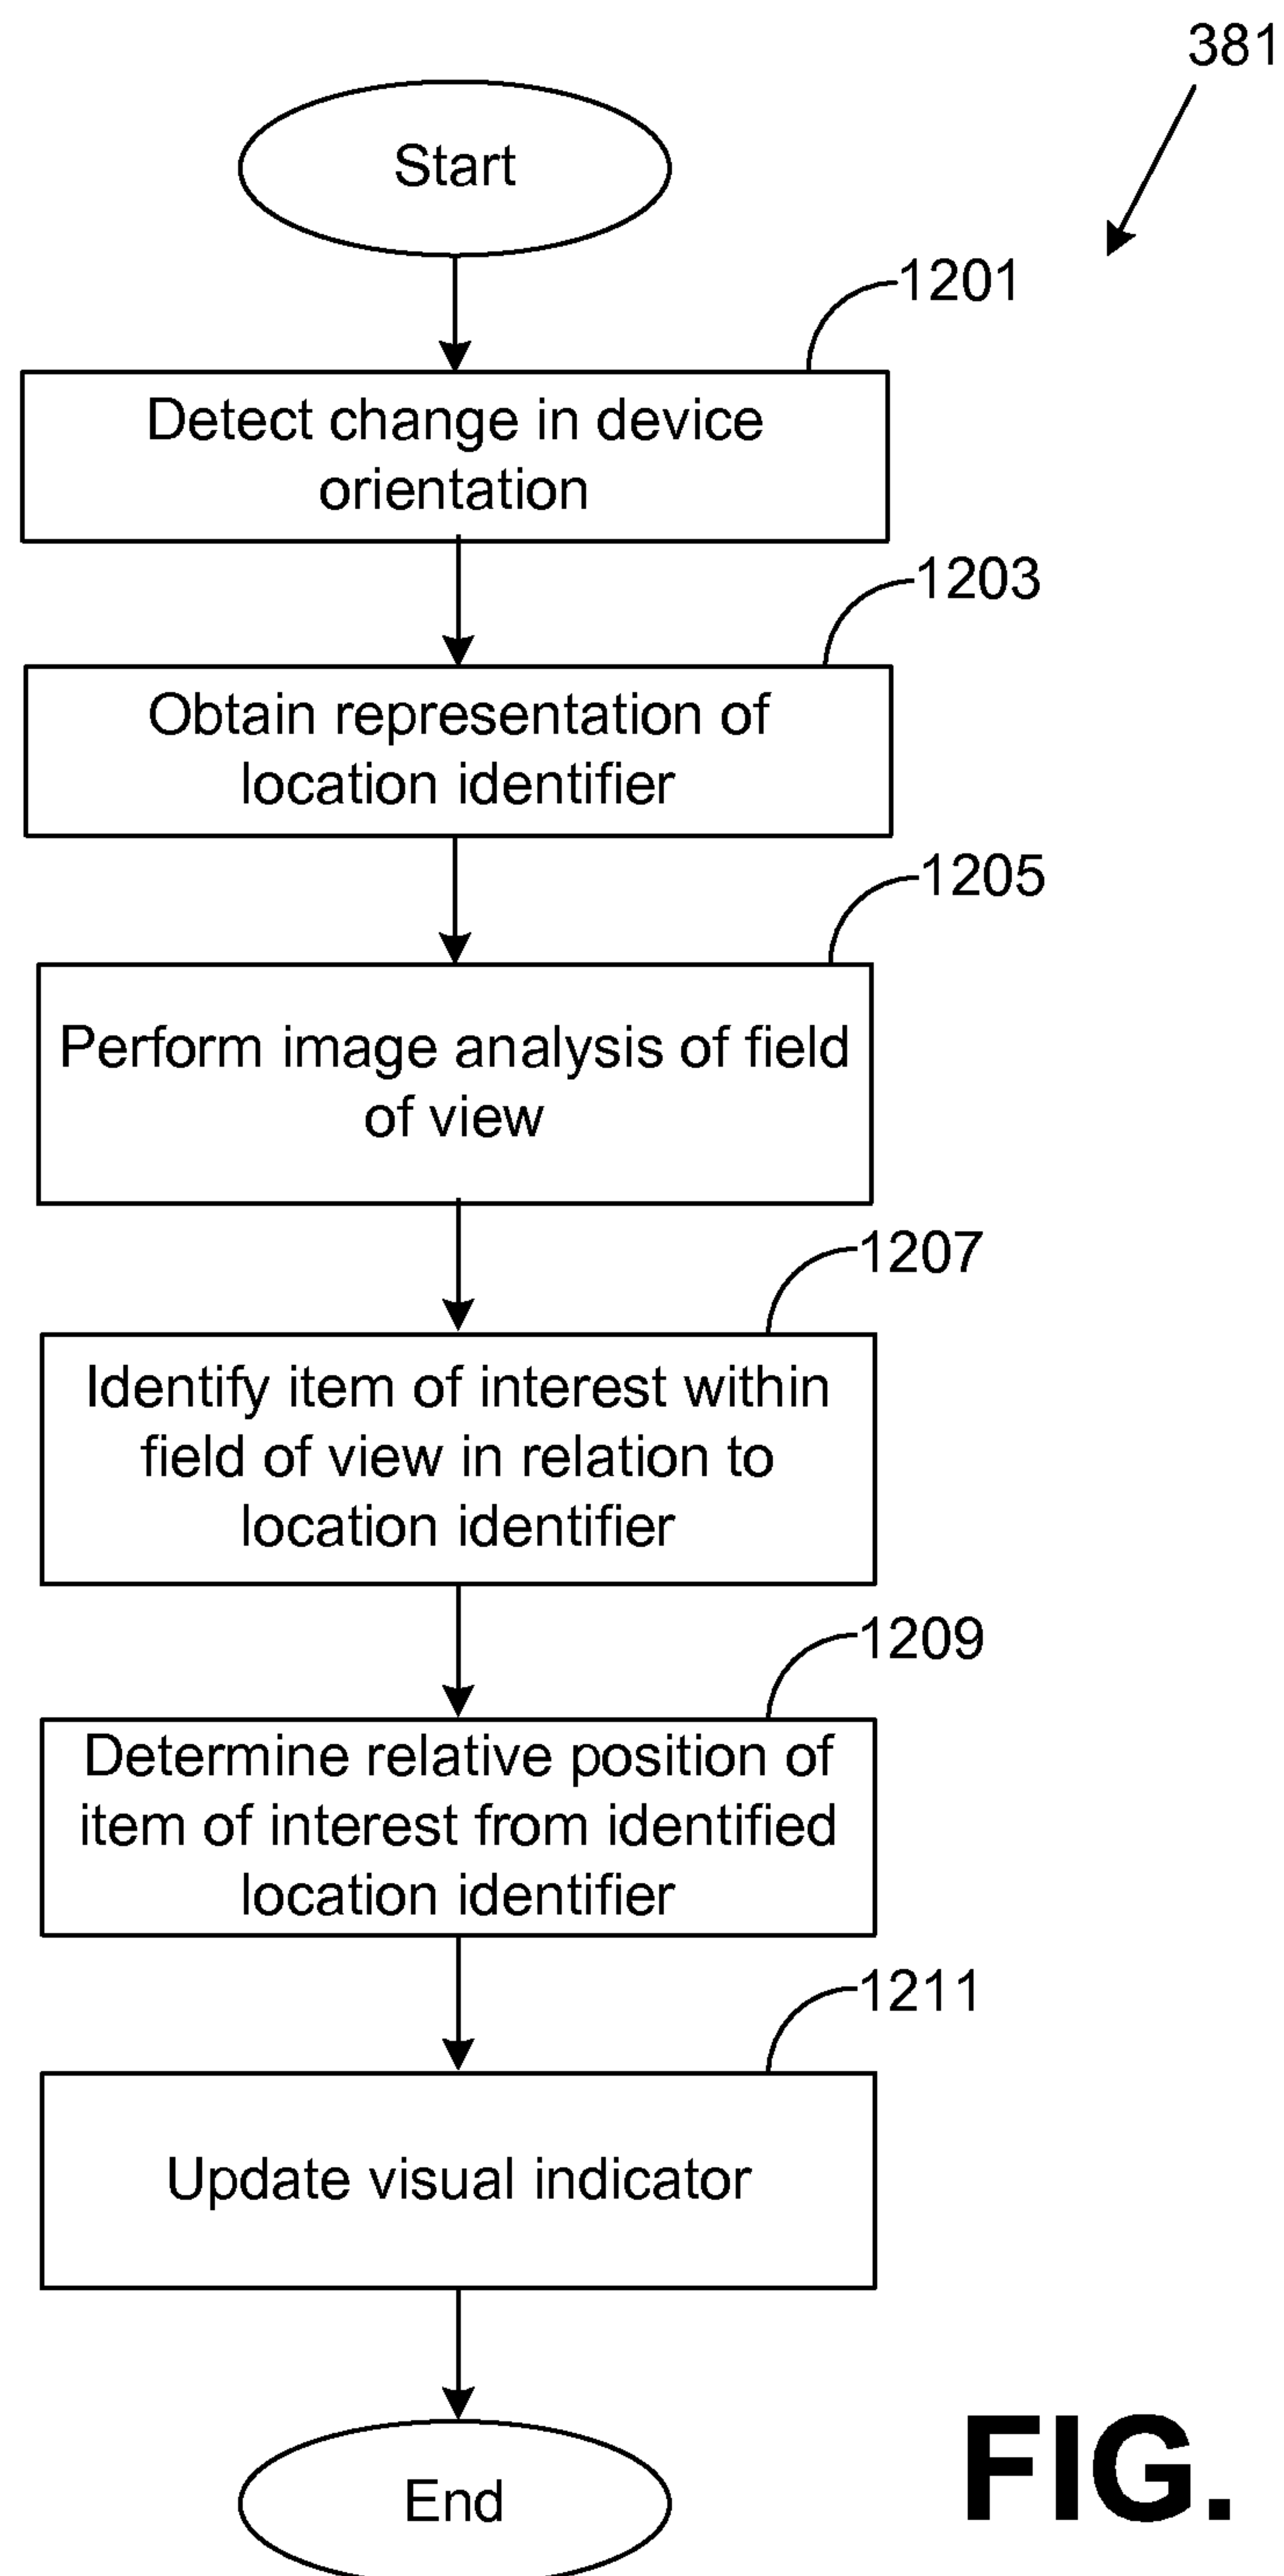 381
Start
1201
Detect change in device
orientation
1203
Obtain representation of
location identifier
1205
Perform image analysis of field
of view
1207
Identify item of interest within
field of view in relation to
location identifier
1209
Determine relative position of
item of interest from identified
location identifier
1211
Update visual indicator
End
FIG.